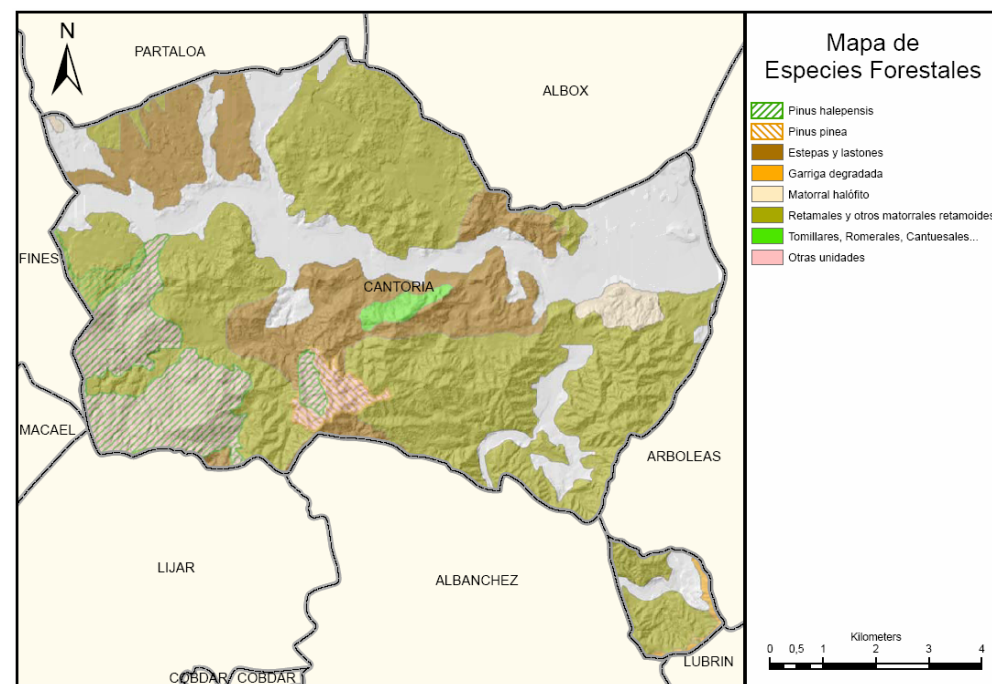 N
PARTALOA
ALBOX
FINES
CANTORIA
MACAEL
ARBOLEAS
LIJAR
ALBANCHEZ
LUBRIN
COBDAR COBDAR
Mapa de
Especies Forestales
Pinus halepensis
Pinus pinea
Estepas y lastones
Garriga degradada
Matorral halófito
Retamales y otros matorrales retamoides
Tomillares, Romerales, Cantuesales...
Otras unidades
Kilometers
0 0,5 1 2 3 4